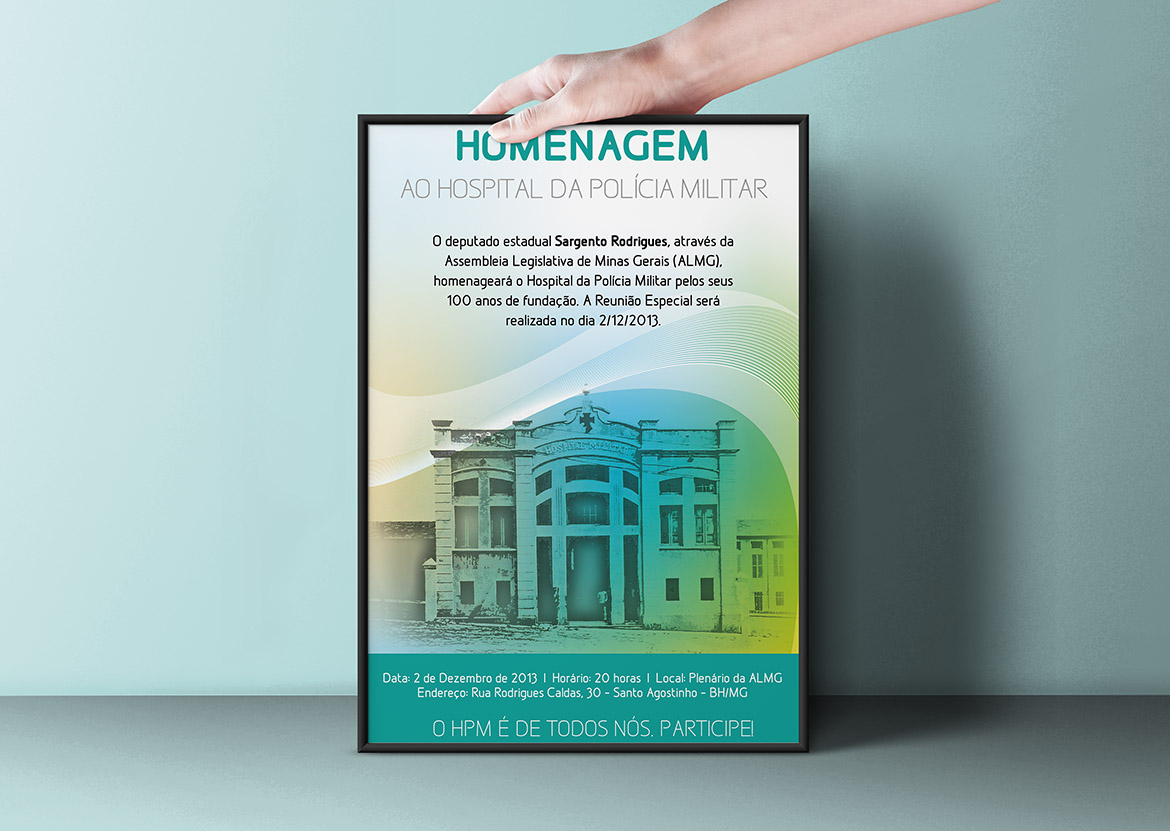 HOMENAGEM
AO HOSPITAL DA POLÍCIA MILITAR
O deputado estadual Sargento Rodrigues, através da
Assembleia Legislativa de Minas Gerais (ALMG),
homenageará o Hospital da Polícia Militar pelos seus
100 anos de fundação. A Reunião Especial será
realizada no dia 2/12/2013.
HOSPITAL MILITAR
Data: 2 de Dezembro de 2013 | Horário: 20 horas | Local: Plenário da ALMG
Endereço: Rua Rodrigues Caldas, 30 - Santo Agostinho - BH/MG
O HPM É DE TODOS NÓS. PARTICIPE!